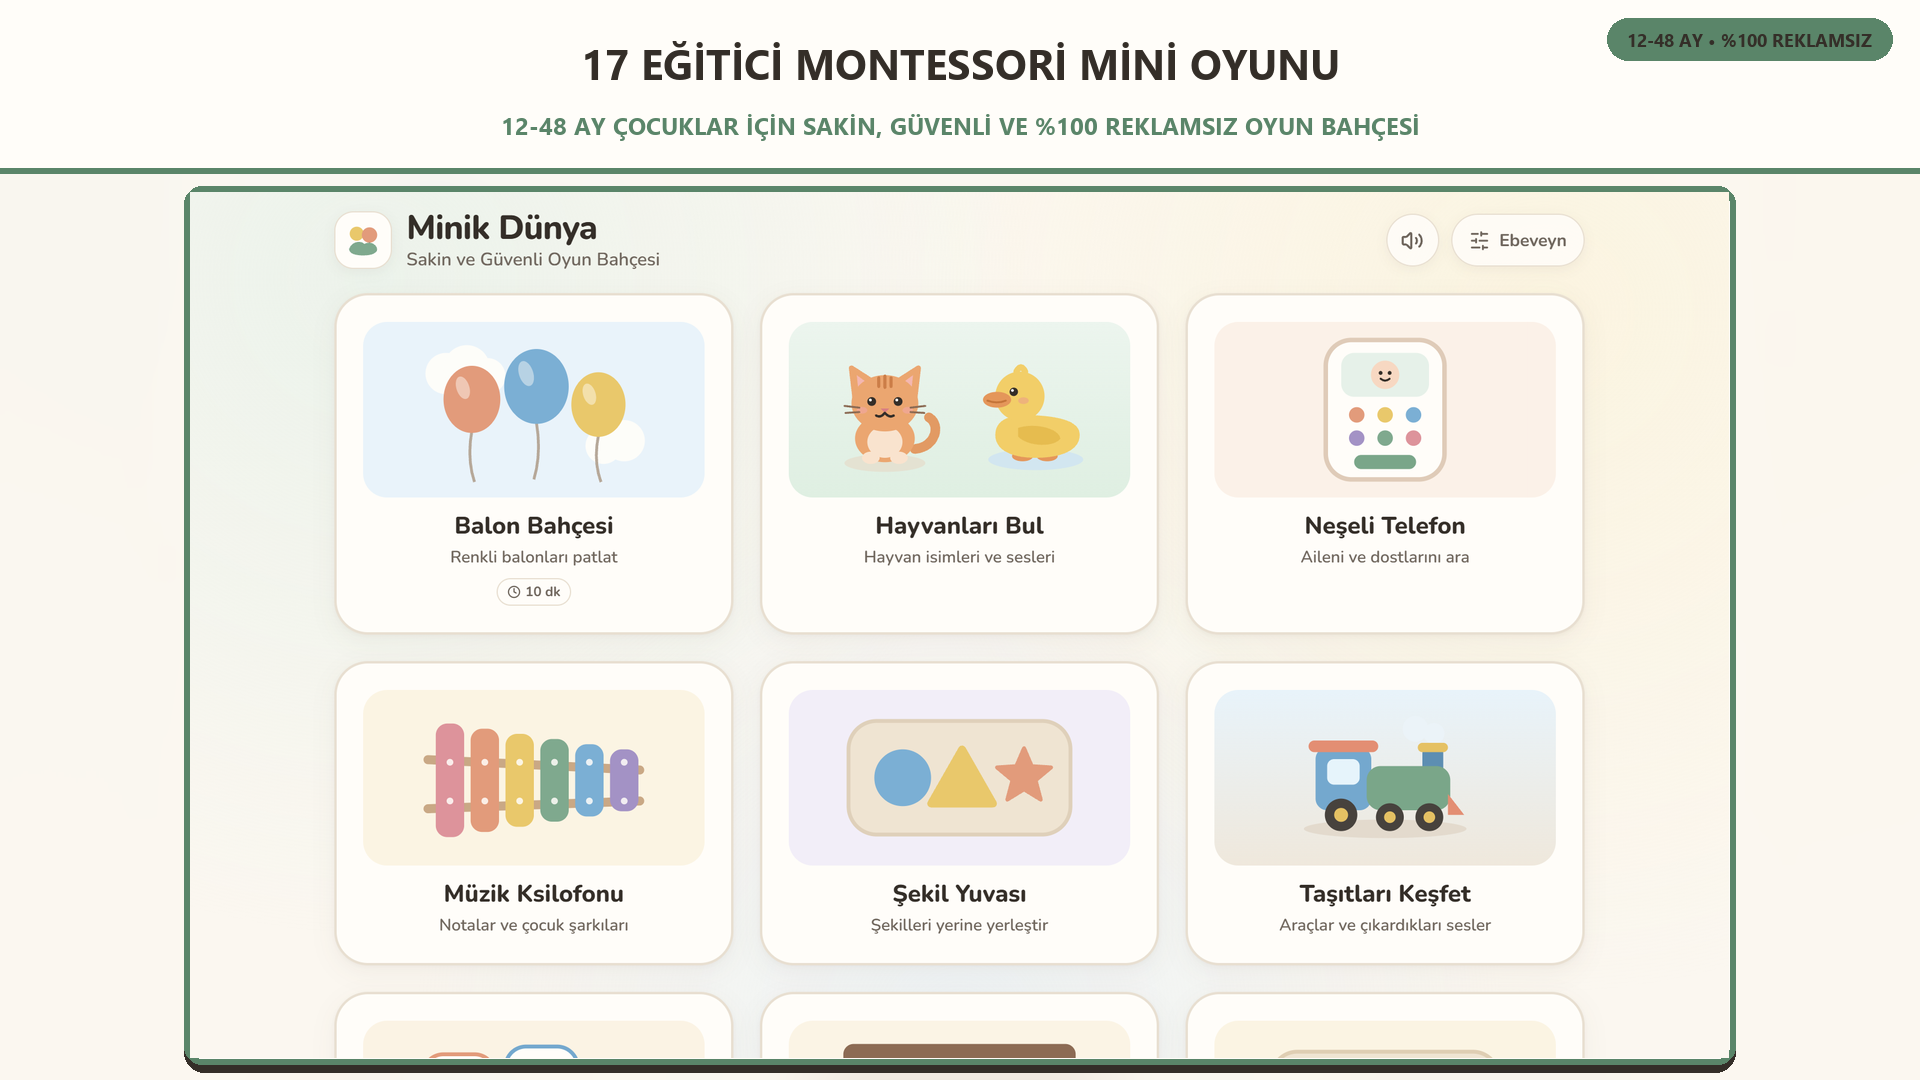 17 EĞİTİCİ MONTESSORİ MİNİ OYUNU
12-48 AY • %100 REKLAMSIZ
12-48 AY ÇOCUKLAR İÇİN SAKİN, GÜVENLİ VE %100 REKLAMSIZ OYUN BAHÇESİ
Minik Dünya
Sakin ve Güvenli Oyun Bahçesi
Ebeveyn
Balon Bahçesi
Renkli balonları patlat
10 dk
Hayvanları Bul
Hayvan isimleri ve sesleri
Neşeli Telefon
Aileni ve dostlarını ara
Müzik Ksilofonu
Notalar ve çocuk şarkıları
Şekil Yuvası
Şekilleri yerine yerleştir
Taşıtları Keşfet
Araçlar ve çıkardıkları sesler